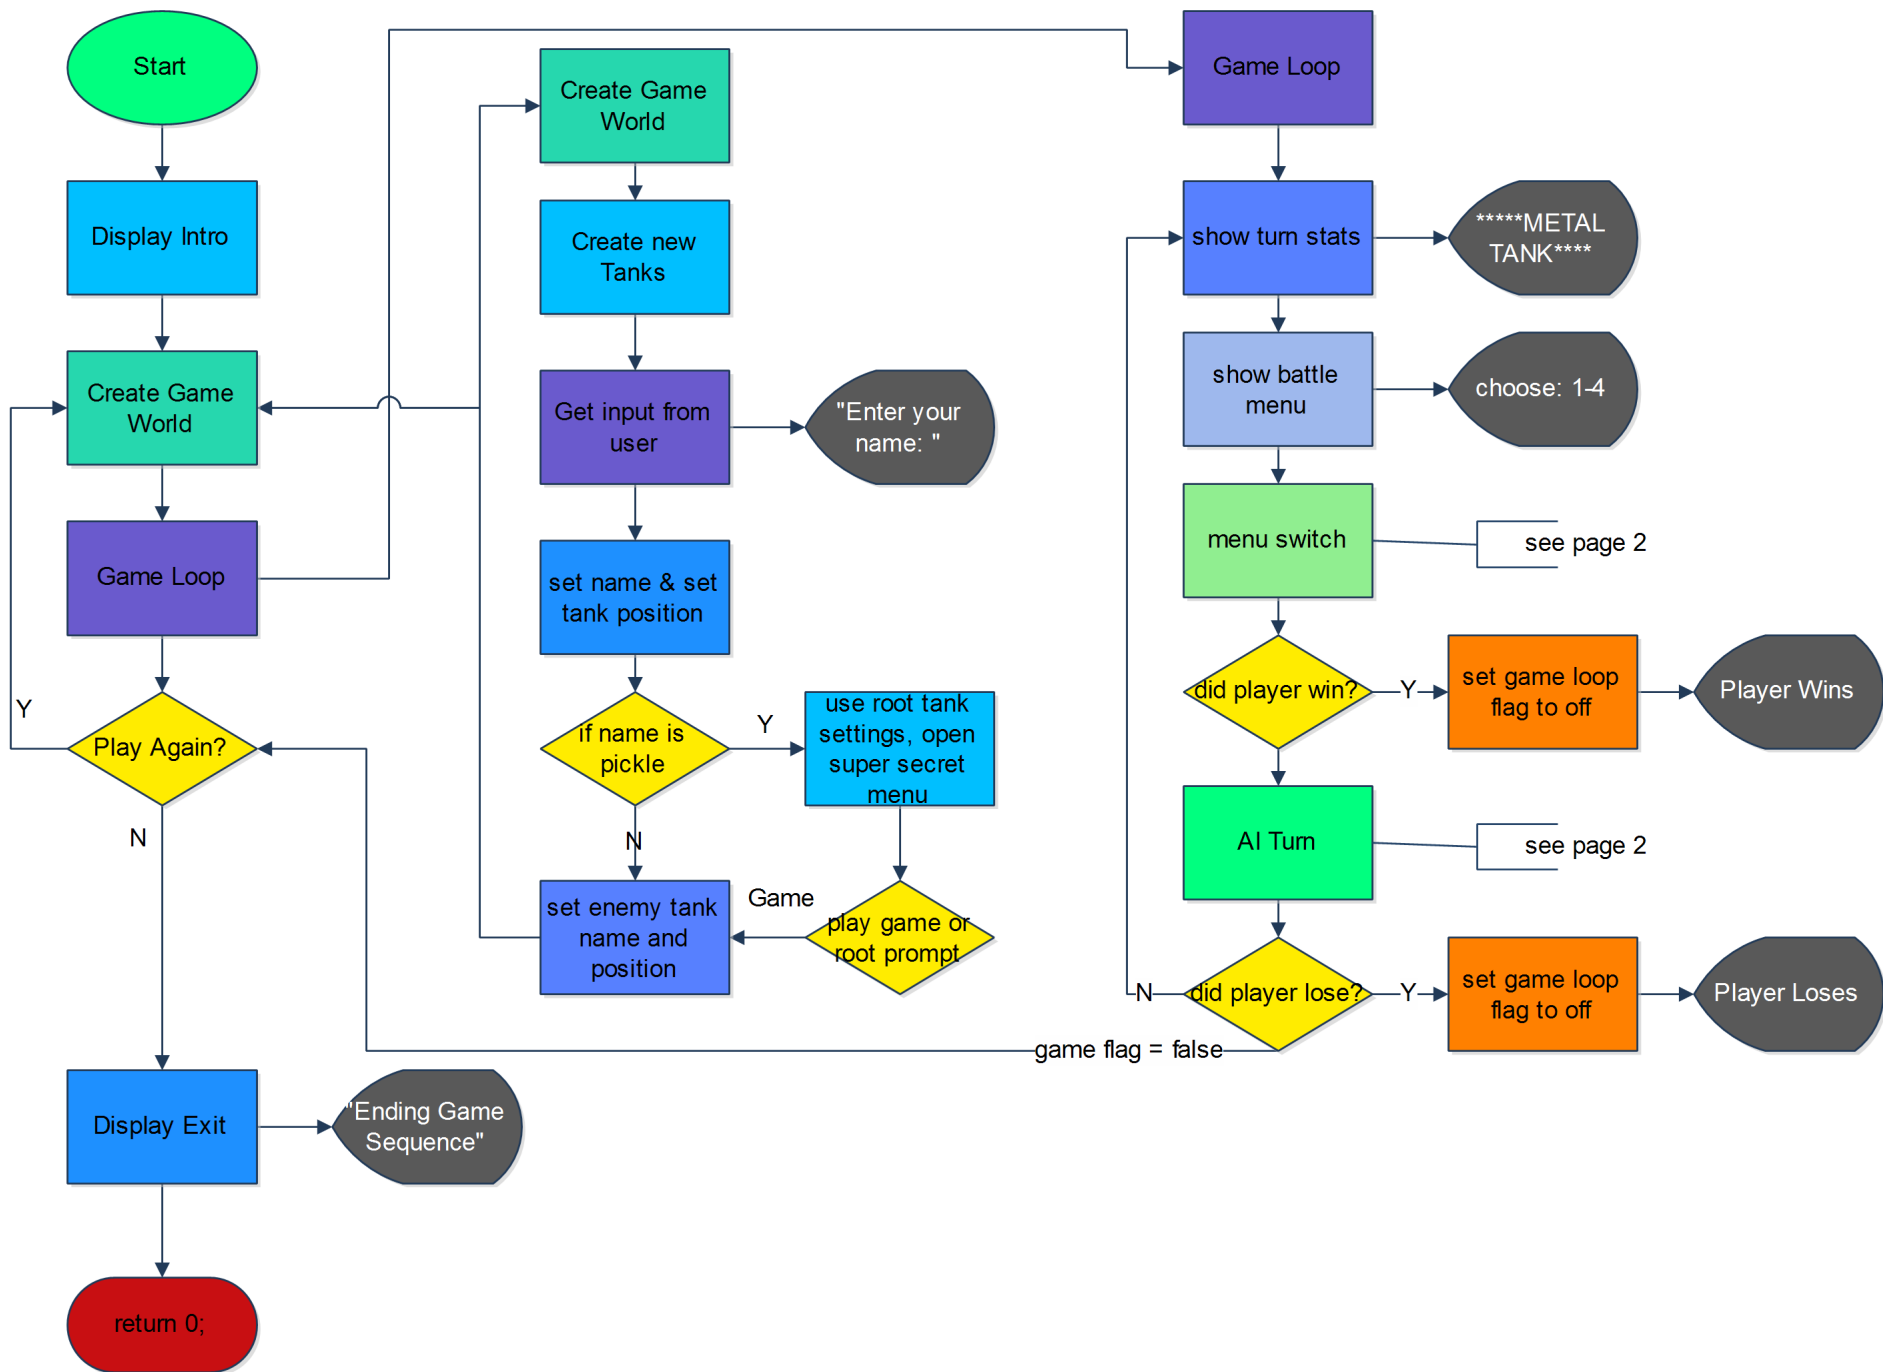 Start
Display Intro
Create Game
World
Game Loop
Y
Play Again?
N
Display Exit
"Ending Game
Sequence"
return 0;
Create Game
World
Create new
Tanks
Get input from
user
"Enter your
name: "
set name & set
tank position
if name is
pickle
Y
use root tank
settings, open
super secret
menu
N
set enemy tank
name and
position
Game
play game or
root prompt
Game Loop
show turn stats
*****METAL
TANK****
show battle
menu
choose: 1-4
menu switch
see page 2
did player win?
Y
set game loop
flag to off
Player Wins
AI Turn
see page 2
N
did player lose?
Y
set game loop
flag to off
Player Loses
game flag = false